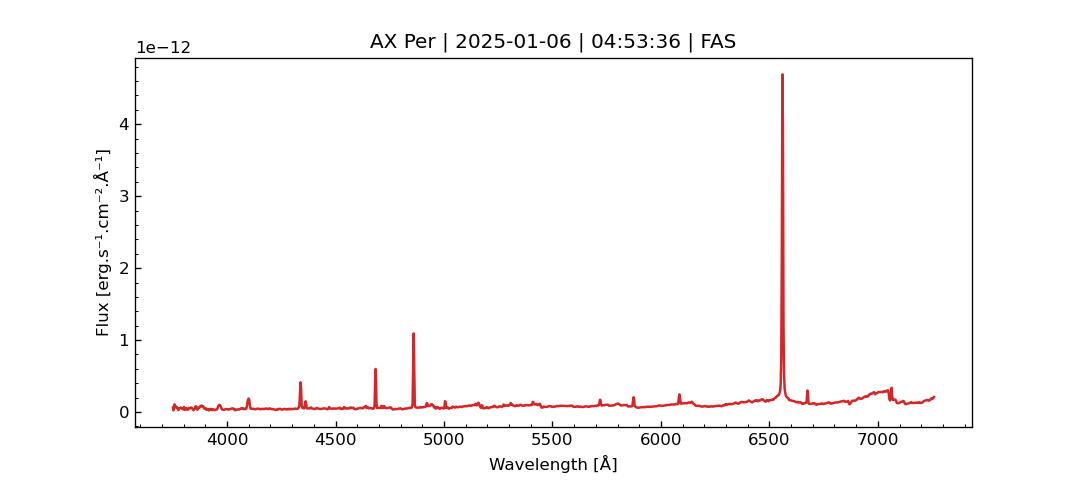 AX Per | 2025-01-06 | 04:53:36 | FAS
1e−12
4
3
2
1
0
Flux [erg.s⁻¹.cm⁻².Å⁻¹]
4000 4500 5000 5500 6000 6500 7000
Wavelength [Å]